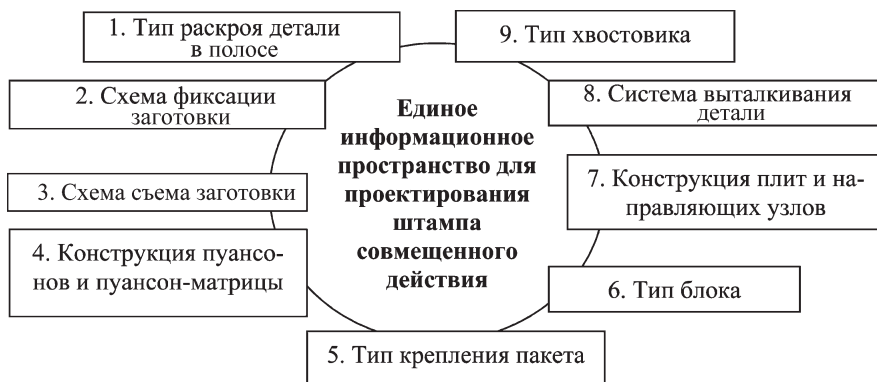 1. Тип раскроя детали
в полосе
2. Схема фиксации
заготовки
3. Схема съема заготовки
4. Конструкция пуансо-
нов и пуансон-матрицы
5. Тип крепления пакета
6. Тип блока
7. Конструкция плит и на-
правляющих узлов
8. Система выталкивания
детали
9. Тип хвостовика
Единое
информационное
пространство для
проектирования
штампа
совмещенного
действия